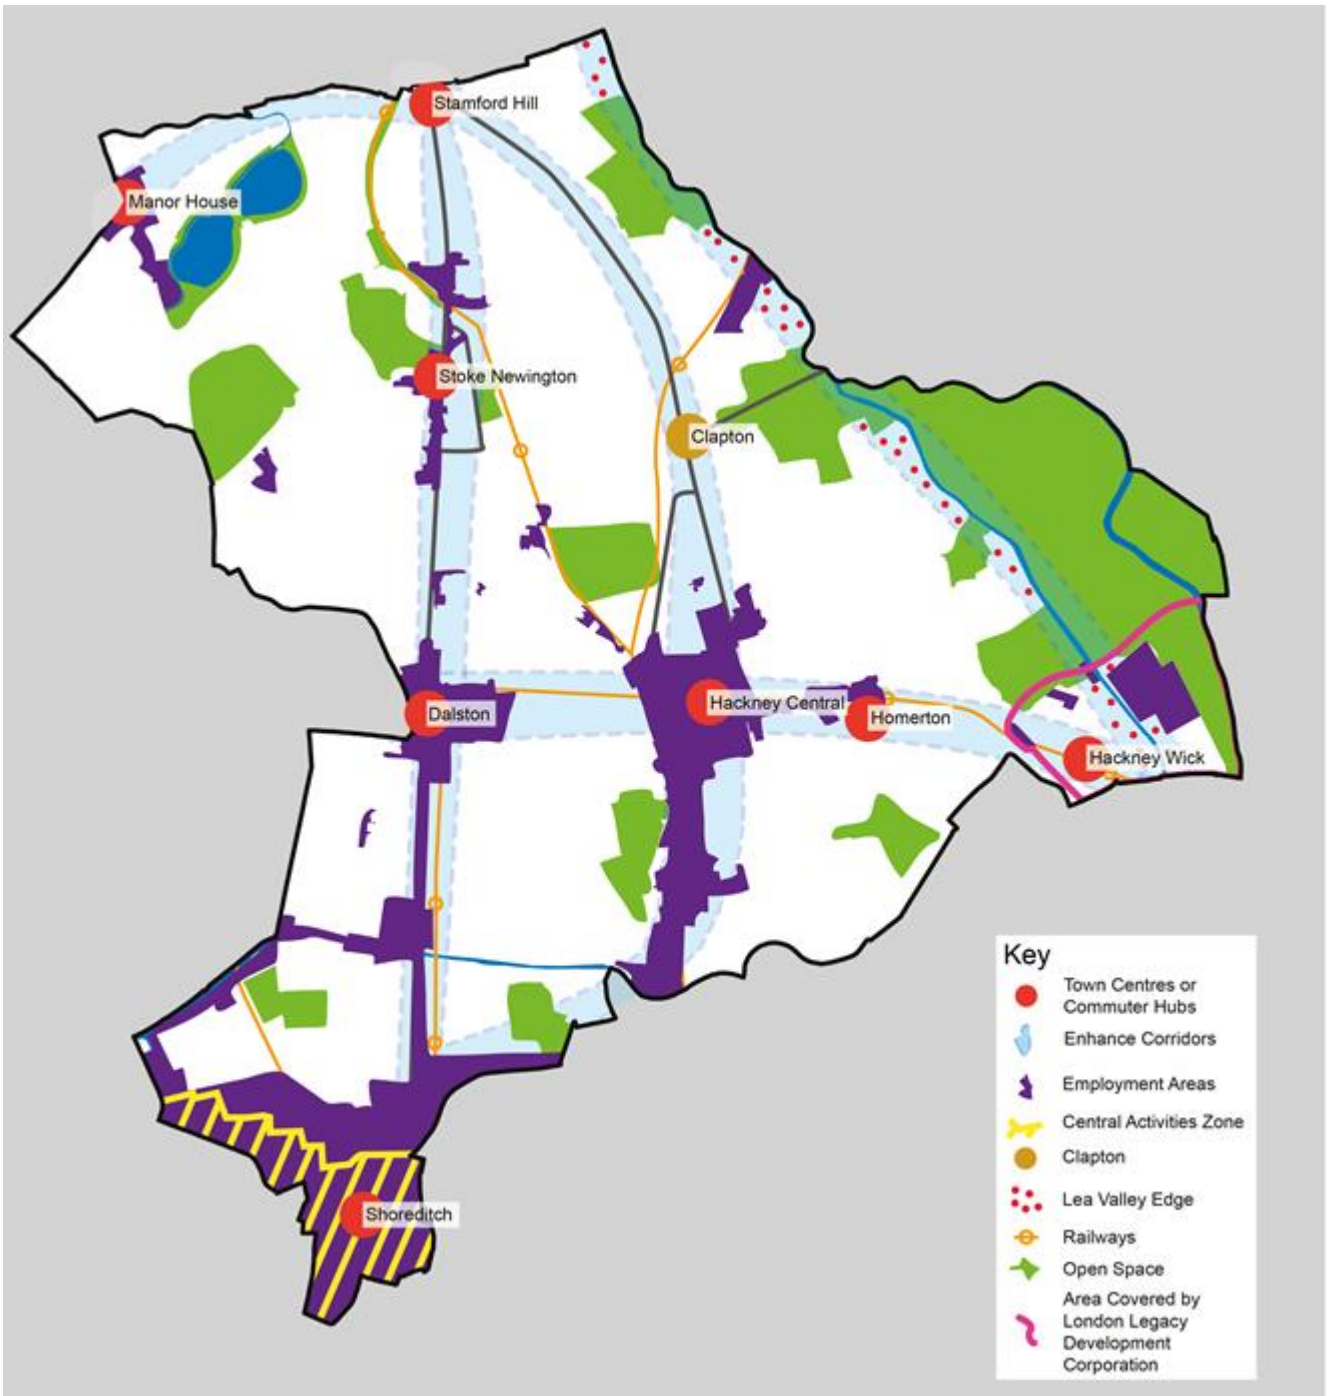 Stamford Hill
Manor House
Stoke Newington
Clapton
Hackney Central
Dalston
Homerton
Hackney Wick
Shoreditch
Key
Town Centres or
Commuter Hubs
Enhance Corridors
Employment Areas
Central Activities Zone
Clapton
Lea Valley Edge
Railways
Open Space
Area Covered by
London Legacy
Development
Corporation